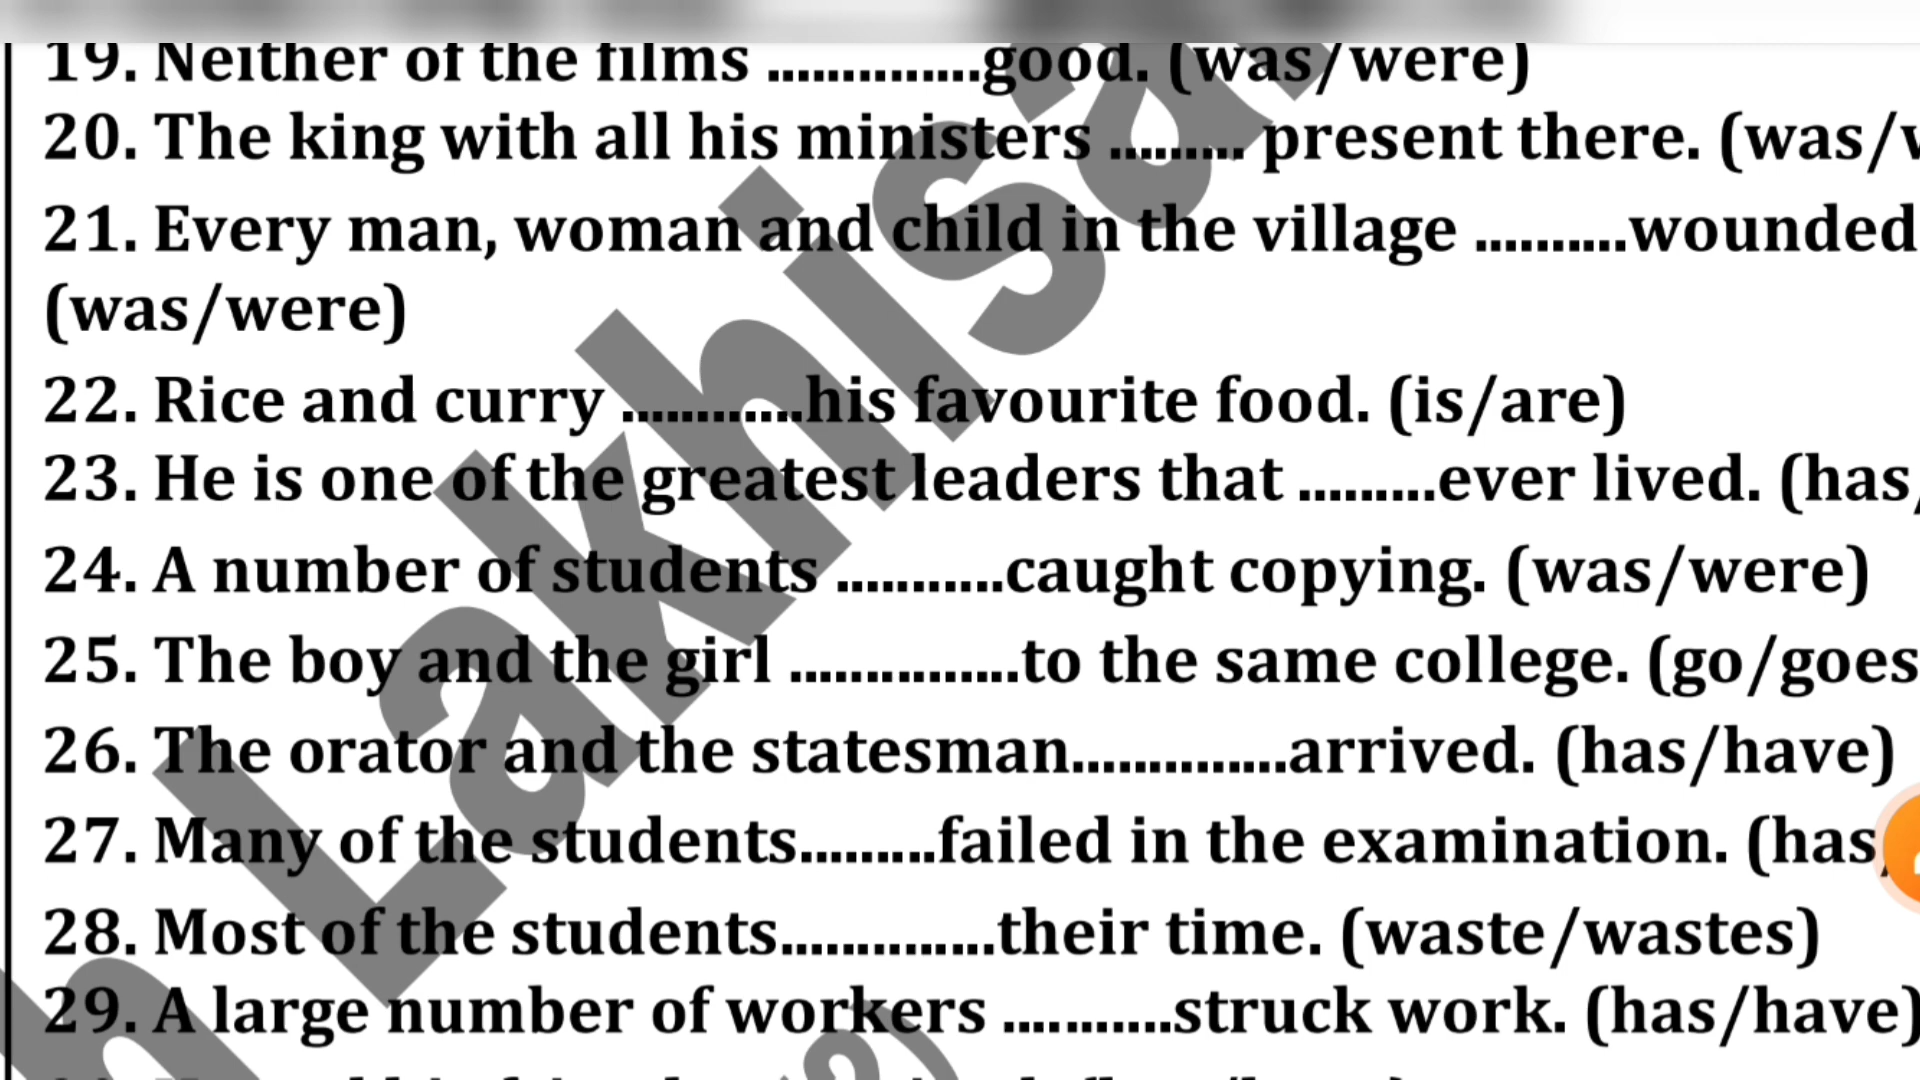 19. Neither of the films ..............good. (was/were)
20. The king with all his ministers ......... present there. (was/
21. Every man, woman and child in the village ..........wounded
(was/were)
22. Rice and curry ............his favourite food. (is/are)
23. He is one of the greatest leaders that .........ever lived. (has/
24. A number of students ...........caught copying. (was/were)
25. The boy and the girl ...............to the same college. (go/goes
26. The orator and the statesman..............arrived. (has/have)
27. Many of the students.........failed in the examination. (has/
28. Most of the students..............their time. (waste/wastes)
29. A large number of workers ...........struck work. (has/have)
h Lakhisa